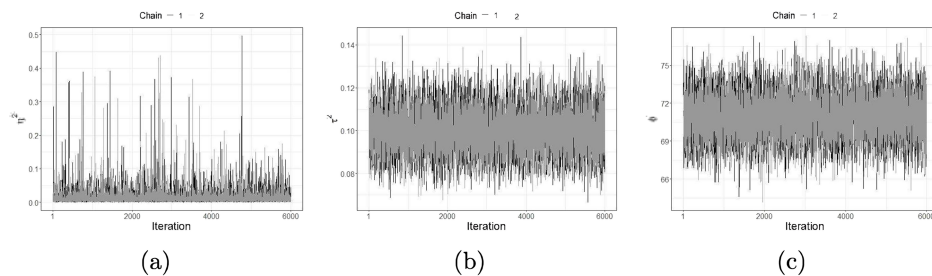 Chain 1 2
0.5
0.4
0.3
0.2
0.1
0.0
η²
1 2000 4000 6000
Iteration
(a)
Chain 1 2
0.14
0.12
0.10
0.08
τ²
1 2000 4000 6000
Iteration
(b)
Chain 1 2
75
72
69
66
ϕ
1 2000 4000 6000
Iteration
(c)